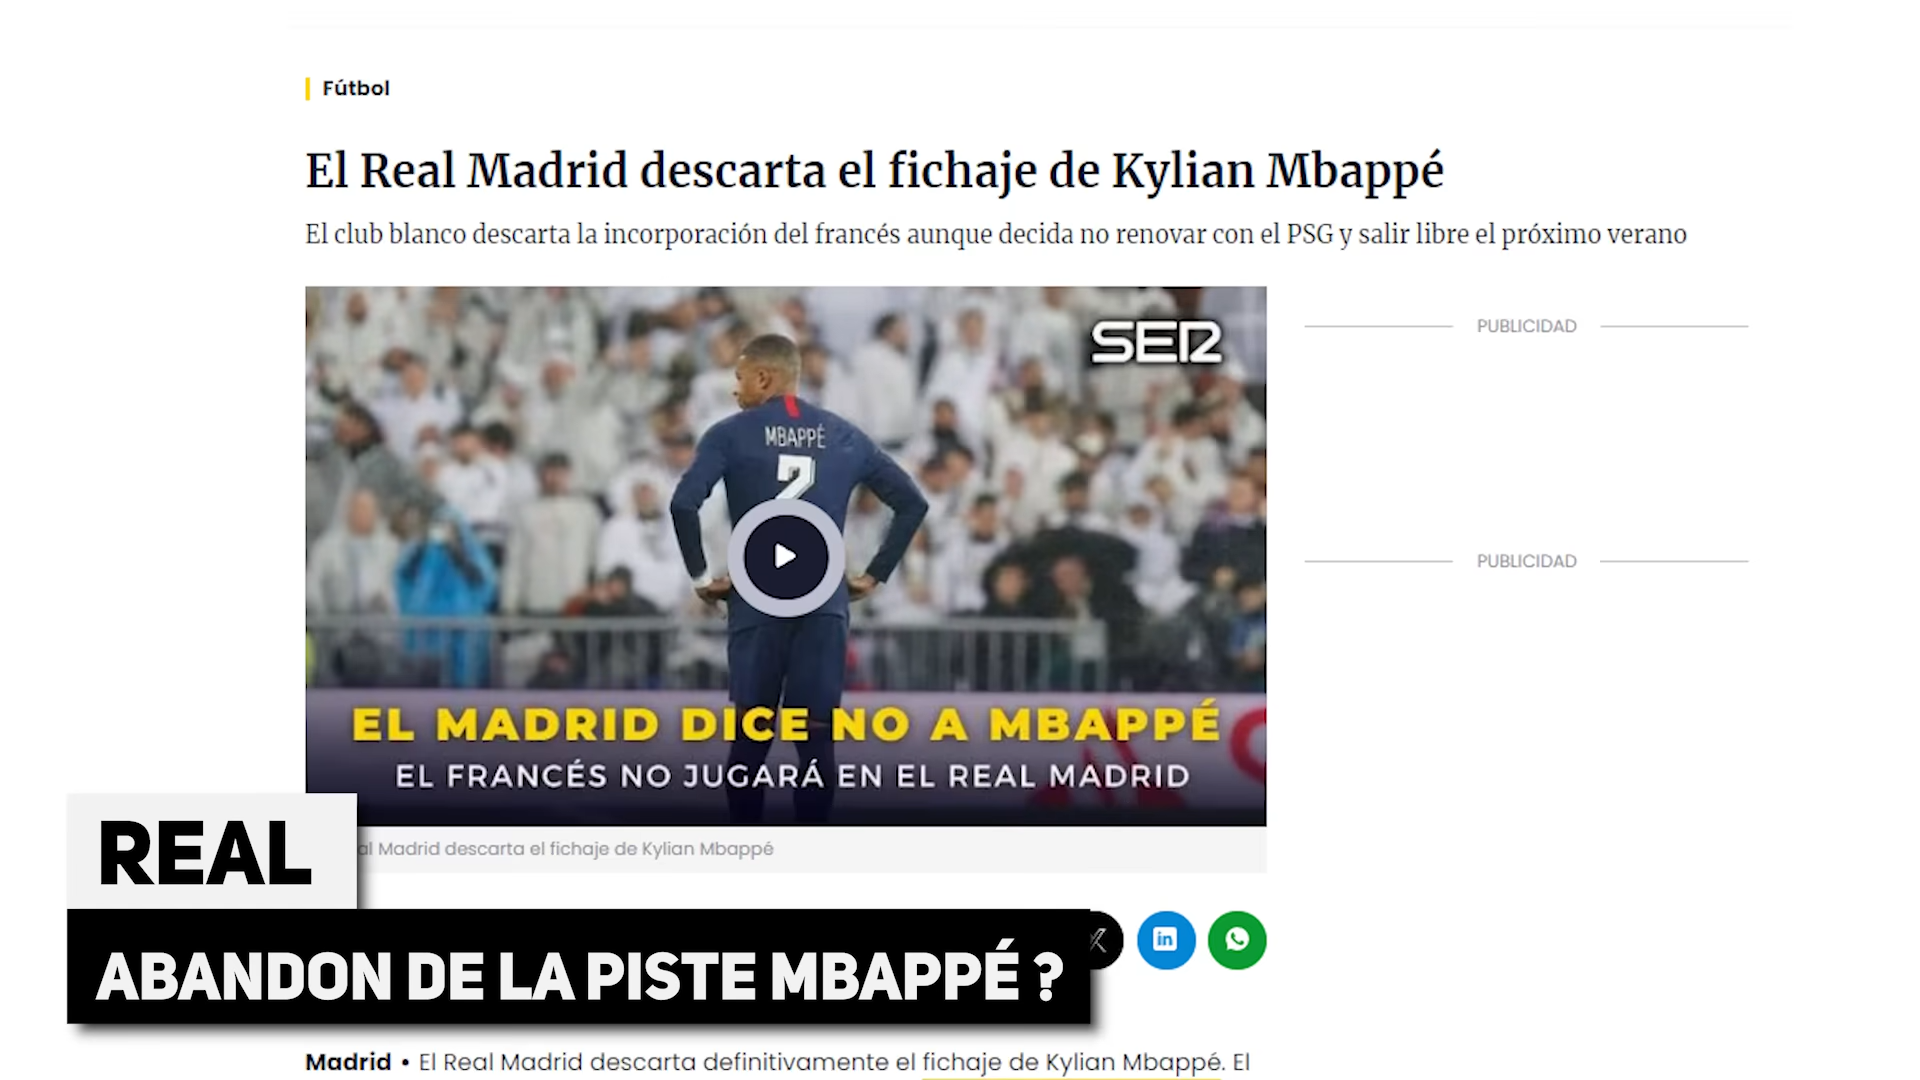 Fútbol
El Real Madrid descarta el fichaje de Kylian Mbappé
El club blanco descarta la incorporación del francés aunque decida no renovar con el PSG y salir libre el próximo verano
SER
PUBLICIDAD
MBAPPÉ
7
PUBLICIDAD
EL MADRID DICE NO A MBAPPÉ
EL FRANCÉS NO JUGARÁ EN EL REAL MADRID
REAL
al Madrid descarta el fichaje de Kylian Mbappé
X in
ABANDON DE LA PISTE MBAPPÉ ?
Madrid • El Real Madrid descarta definitivamente el fichaje de Kylian Mbappé. El